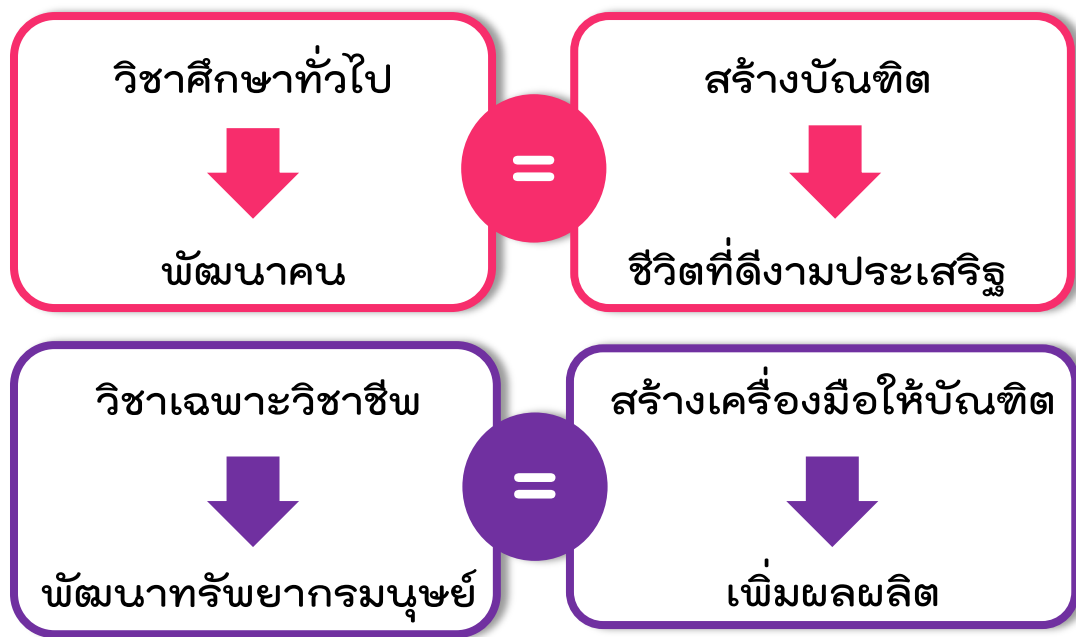 วิชาศึกษาทั่วไป
พัฒนาคน
=
สร้างบัณฑิต
ชีวิตที่ดีงามประเสริฐ
วิชาเฉพาะวิชาชีพ
พัฒนาทรัพยากรมนุษย์
=
สร้างเครื่องมือให้บัณฑิต
เพิ่มผลผลิต